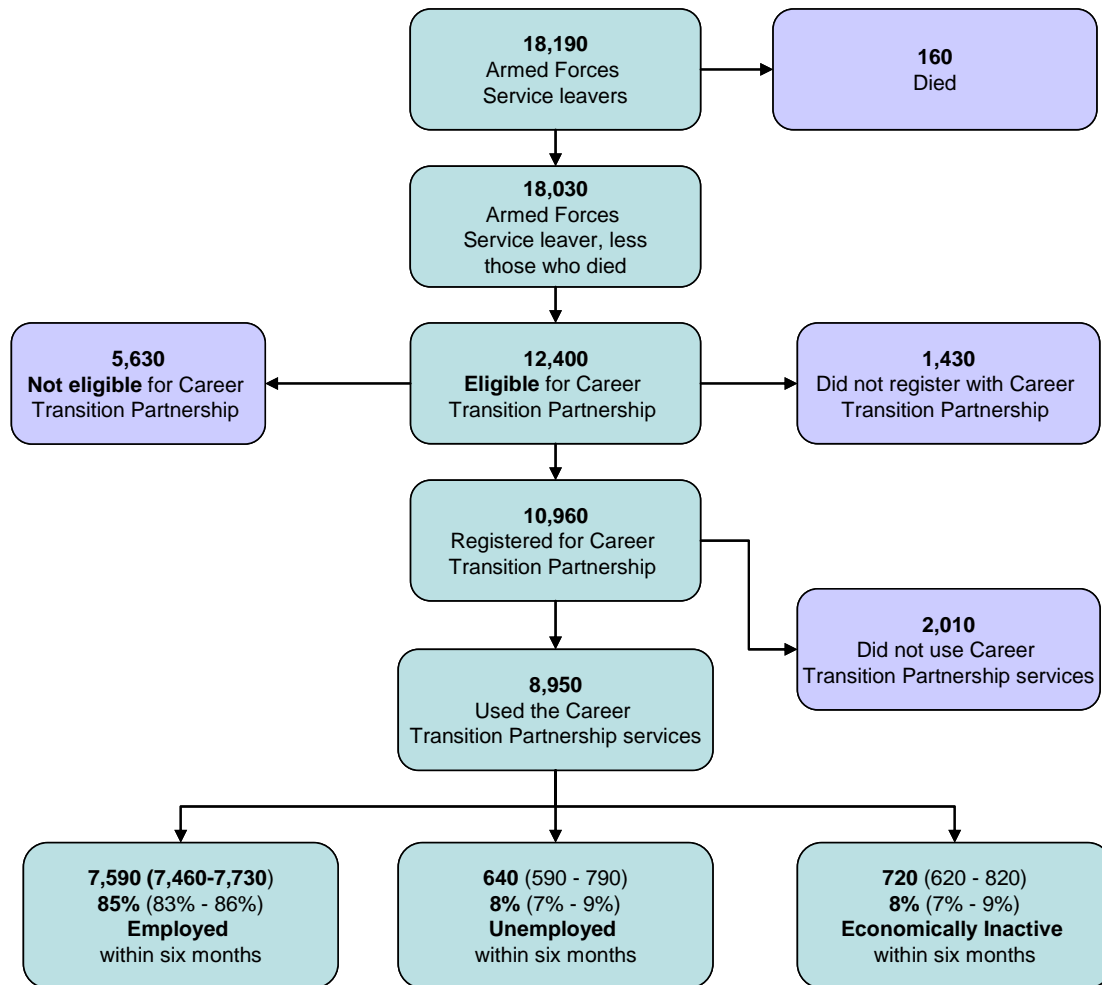 18,190
Armed Forces
Service leavers
160
Died
18,030
Armed Forces
Service leaver, less
those who died
5,630
Not eligible for Career
Transition Partnership
12,400
Eligible for Career
Transition Partnership
1,430
Did not register with Career
Transition Partnership
10,960
Registered for Career
Transition Partnership
2,010
Did not use Career
Transition Partnership services
8,950
Used the Career
Transition Partnership services
7,590 (7,460-7,730)
85% (83% - 86%)
Employed
within six months
640 (590 - 790)
8% (7% - 9%)
Unemployed
within six months
720 (620 - 820)
8% (7% - 9%)
Economically Inactive
within six months